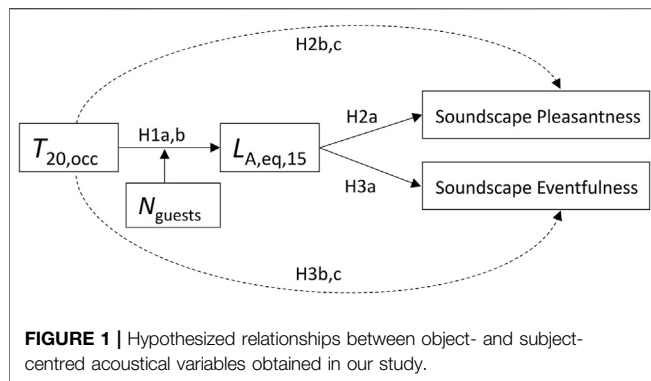 H2b,c
T20,occ
H1a,b
LA,eq,15
H2a
Soundscape Pleasantness
H3a
Soundscape Eventfulness
Nguests
H3b,c
FIGURE 1 | Hypothesized relationships between object- and subject-
centred acoustical variables obtained in our study.